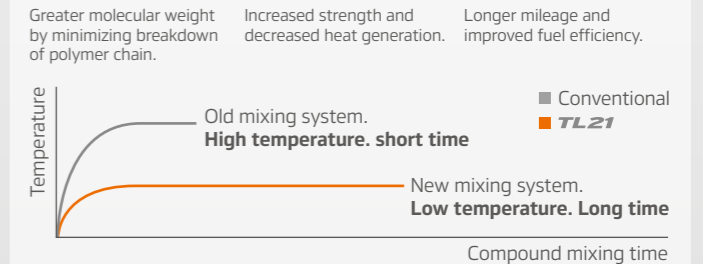 Greater molecular weight
by minimizing breakdown
of polymer chain.
Increased strength and
decreased heat generation.
Longer mileage and
improved fuel efficiency.
Temperature
Old mixing system.
High temperature. short time
Conventional
TL21
New mixing system.
Low temperature. Long time
Compound mixing time